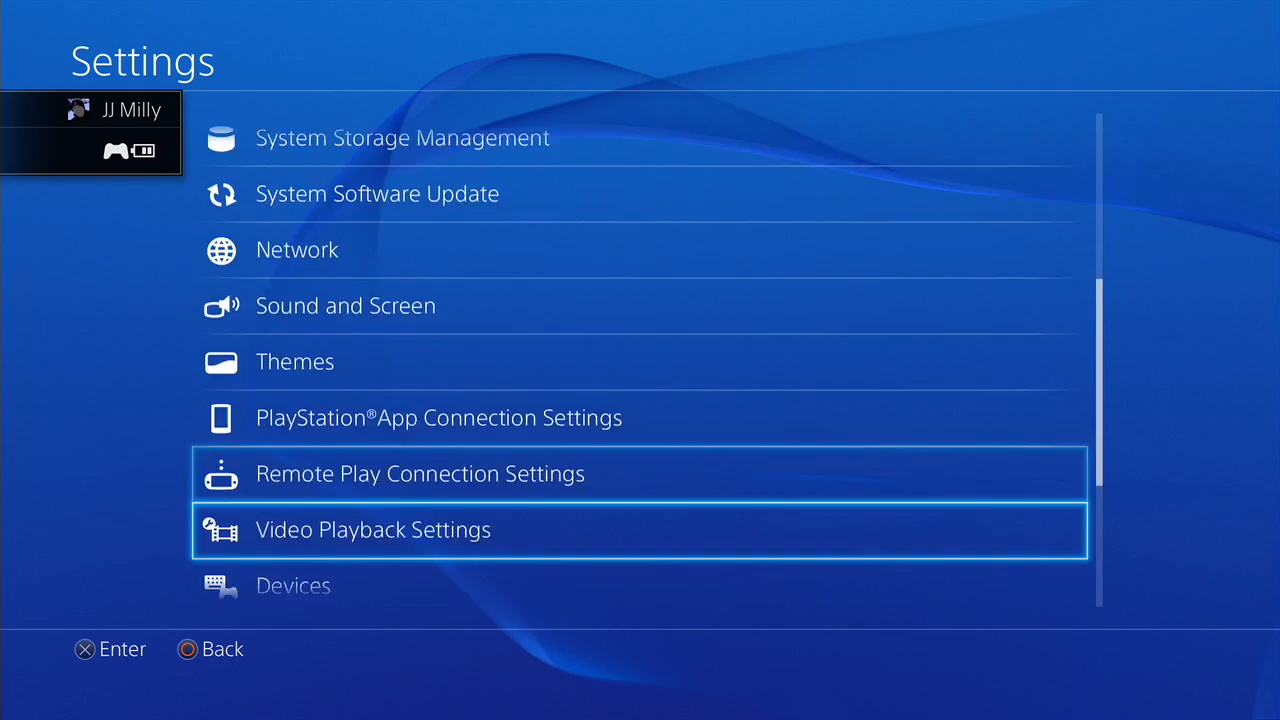 Settings
JJ Milly
System Storage Management
System Software Update
Network
Sound and Screen
Themes
PlayStation®App Connection Settings
Remote Play Connection Settings
Video Playback Settings
Devices
Enter Back